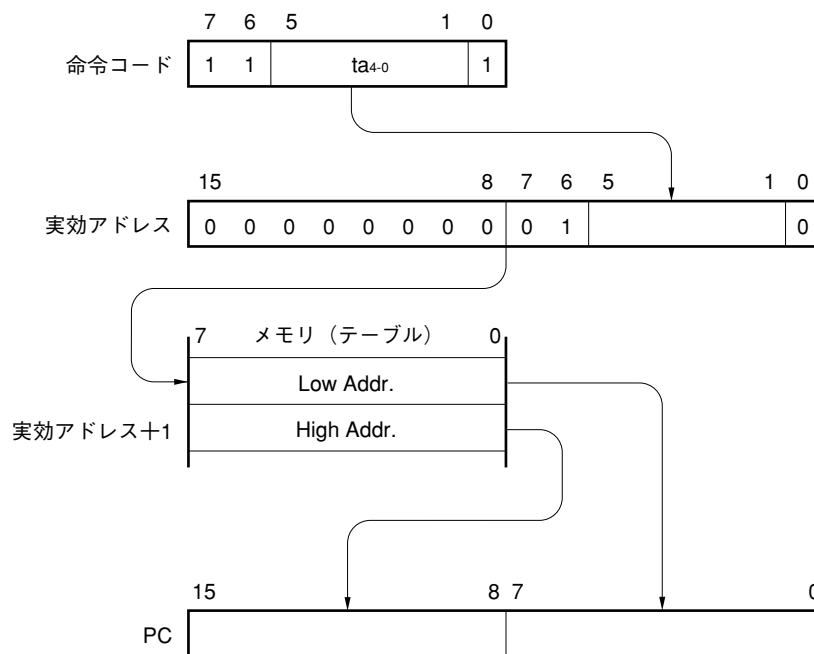 7 6 5 1 0
命令コード 1 1 ta4-0 1
15 8 7 6 5 1 0
実効アドレス 0 0 0 0 0 0 0 0 0 1 0
7 メモリ（テーブル） 0
Low Addr.
実効アドレス＋1 High Addr.
15 8 7 0
PC